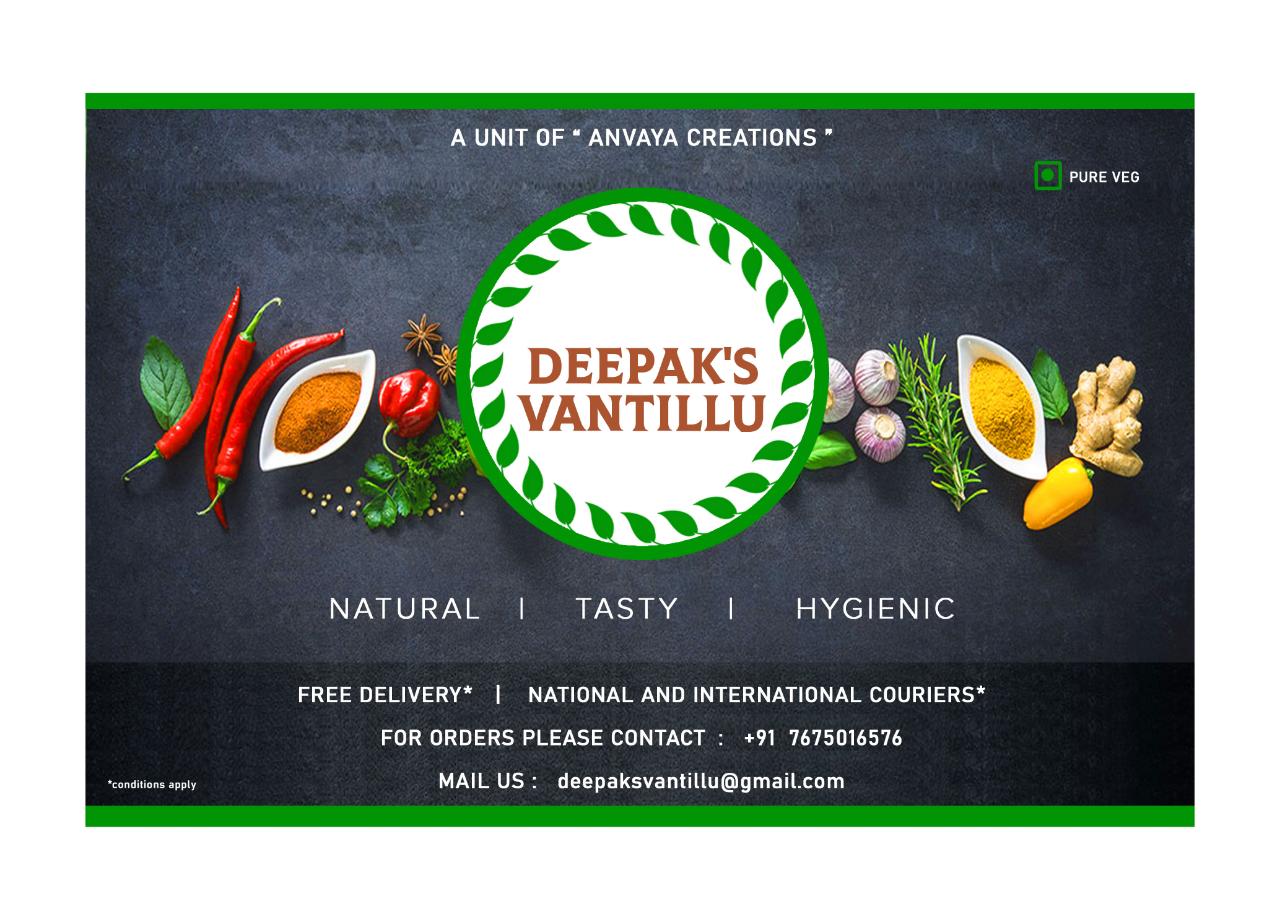 A UNIT OF “ ANVAYA CREATIONS ”
PURE VEG
DEEPAK'S
VANTILLU
NATURAL | TASTY | HYGIENIC
FREE DELIVERY* | NATIONAL AND INTERNATIONAL COURIERS*
FOR ORDERS PLEASE CONTACT : +91 7675016576
MAIL US : deepaksvantillu@gmail.com
*conditions apply